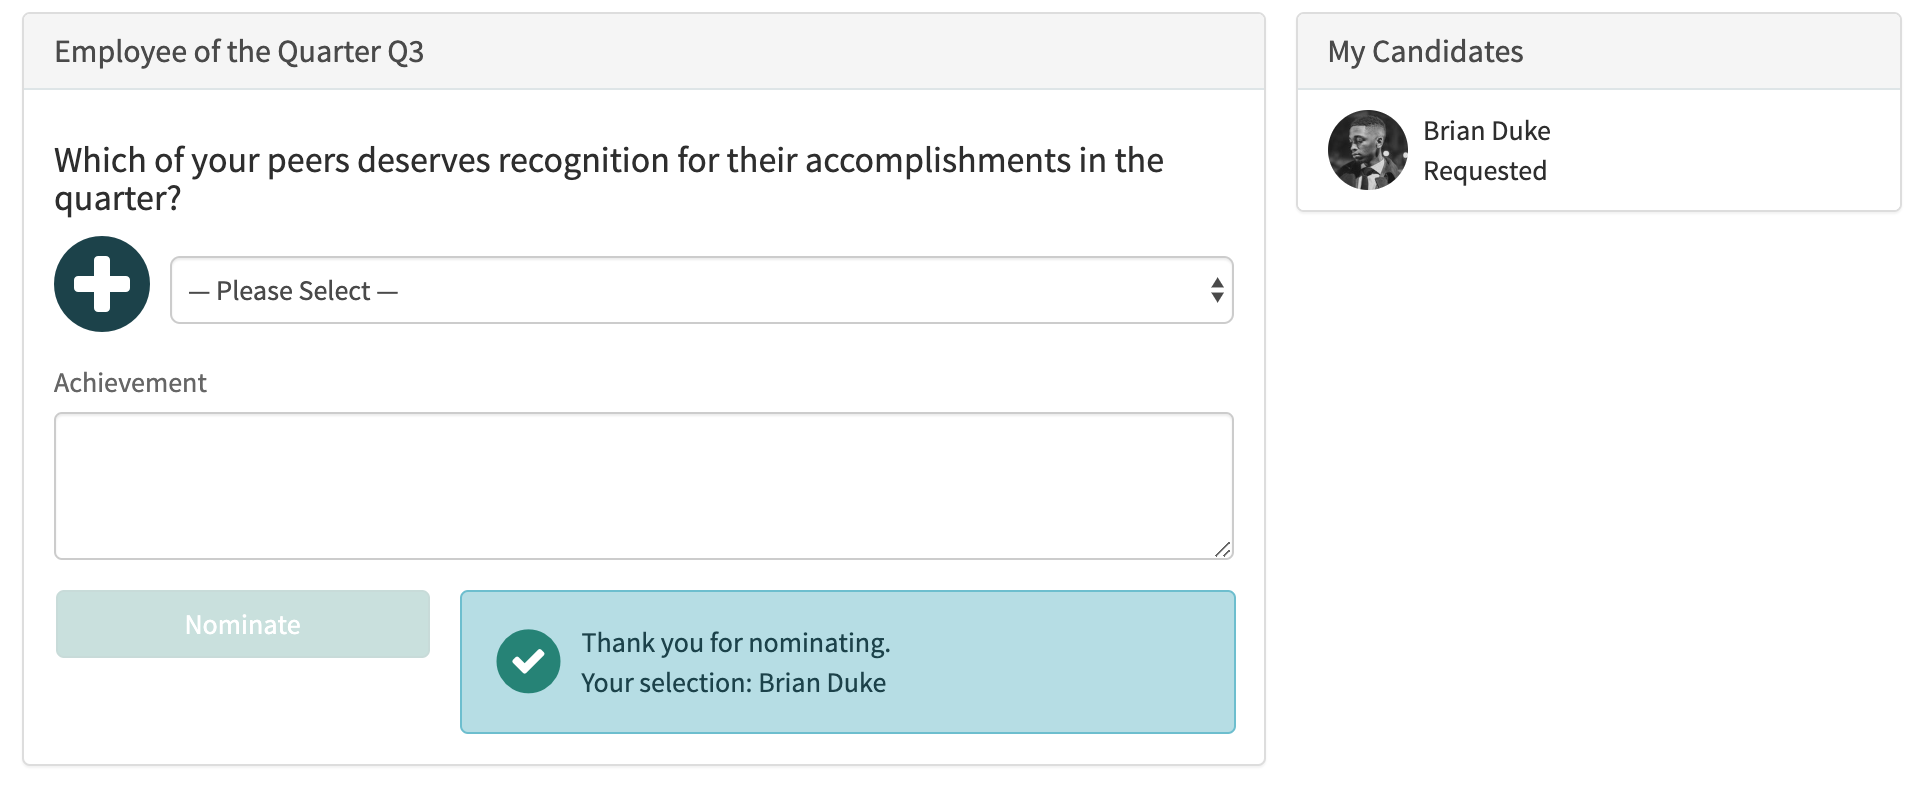 Employee of the Quarter Q3
Which of your peers deserves recognition for their accomplishments in the
quarter?
— Please Select —
Achievement
Nominate
Thank you for nominating.
Your selection: Brian Duke
My Candidates
Brian Duke
Requested